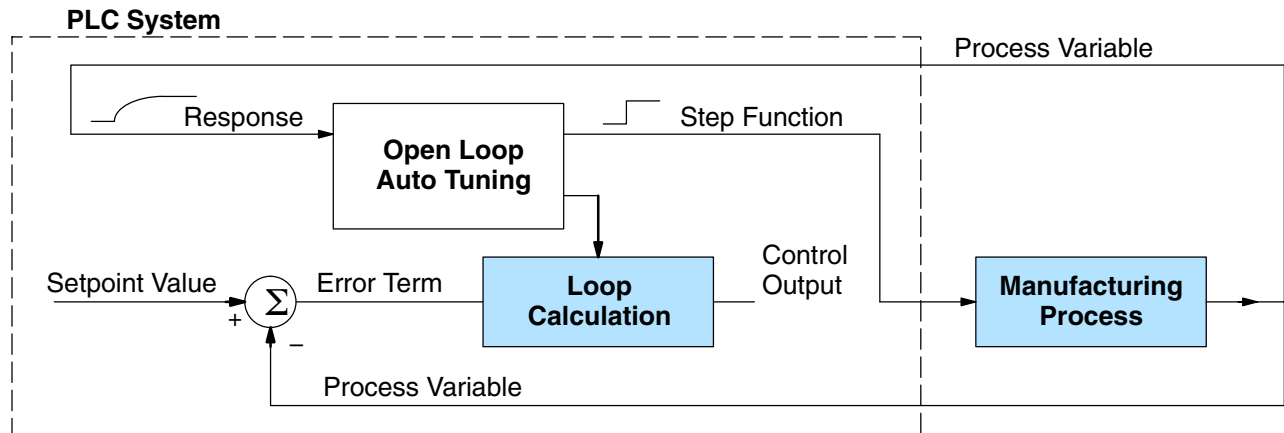 PLC System
Process Variable
Response
Step Function
Open Loop
Auto Tuning
Setpoint Value
Error Term
Loop
Calculation
Control
Output
Manufacturing
Process
Σ
+
−
Process Variable